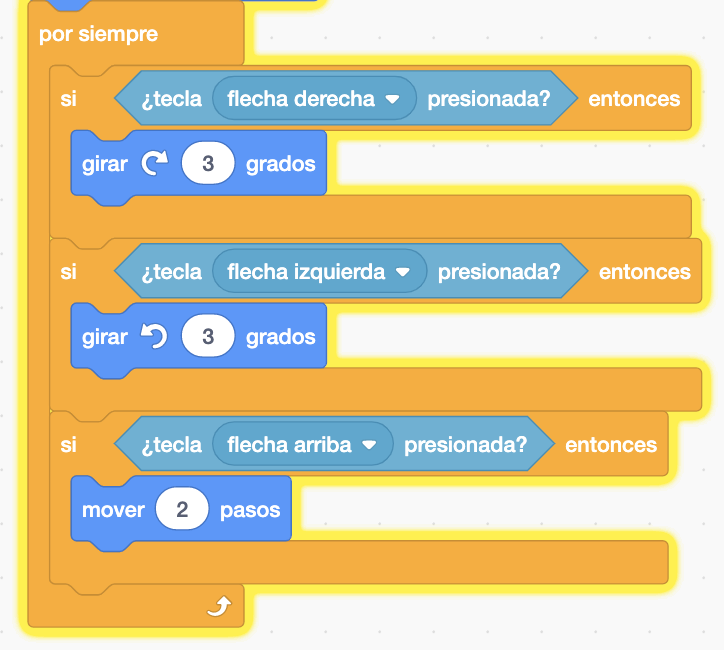 por siempre
si ¿tecla flecha derecha presionada? entonces
girar 3 grados
si ¿tecla flecha izquierda presionada? entonces
girar 3 grados
si ¿tecla flecha arriba presionada? entonces
mover 2 pasos